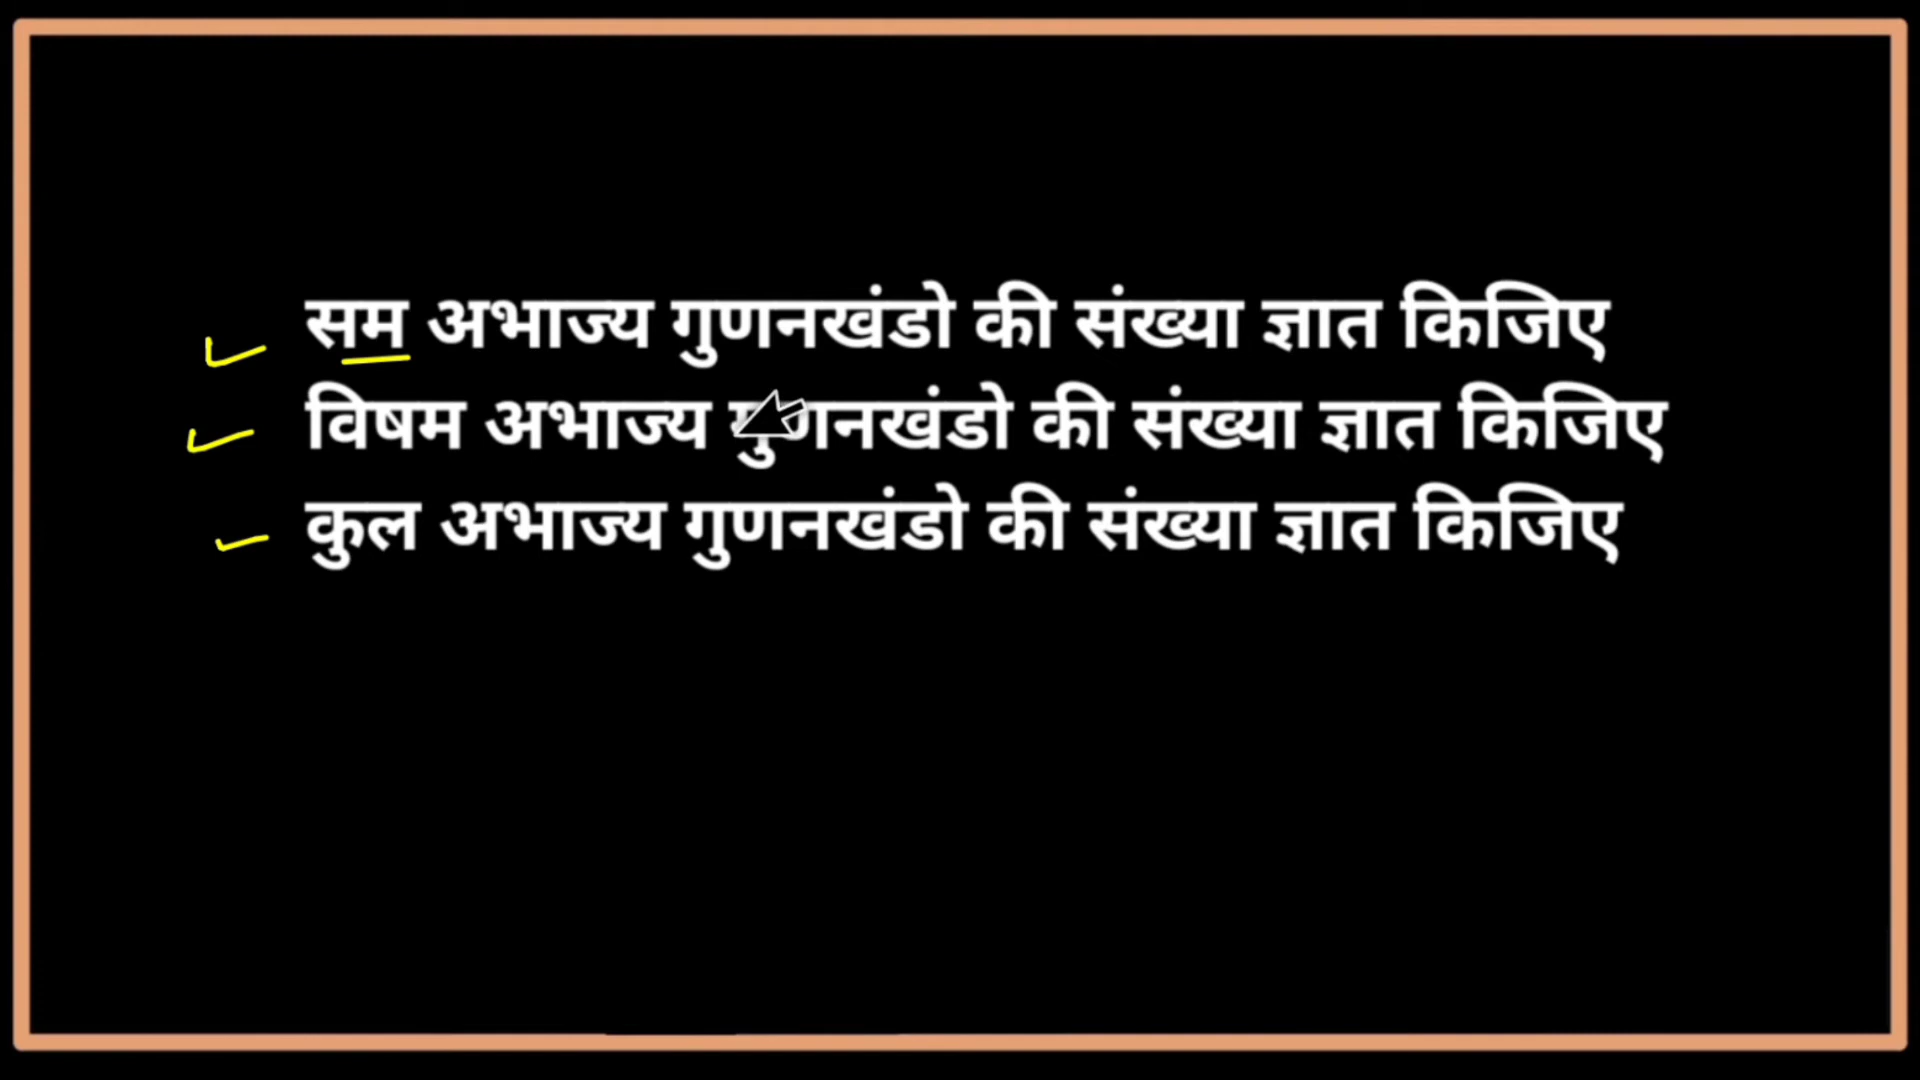 सम अभाज्य गुणनखंडो की संख्या ज्ञात किजिए
विषम अभाज्य गुणनखंडो की संख्या ज्ञात किजिए
कुल अभाज्य गुणनखंडो की संख्या ज्ञात किजिए